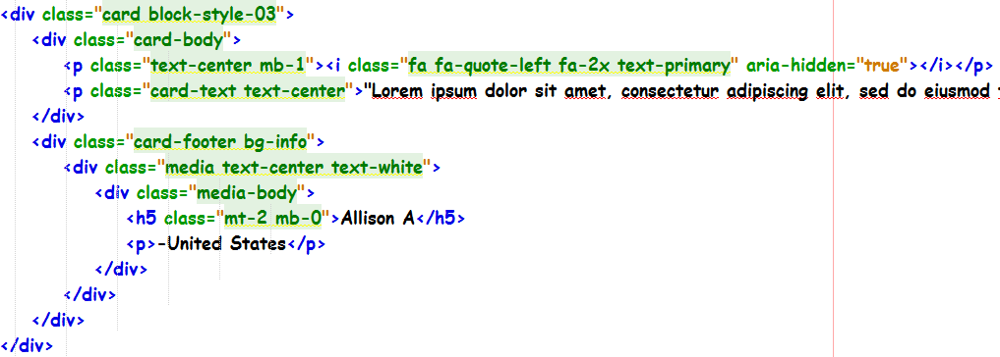 <div class="card block-style-03">
<div class="card-body">
<p class="text-center mb-1"><i class="fa fa-quote-left fa-2x text-primary" aria-hidden="true"></i></p>
<p class="card-text text-center">"Lorem ipsum dolor sit amet, consectetur adipiscing elit, sed do eiusmod
</div>
<div class="card-footer bg-info">
<div class="media text-center text-white">
<div class="media-body">
<h5 class="mt-2 mb-0">Allison A</h5>
<p>-United States</p>
</div>
</div>
</div>
</div>